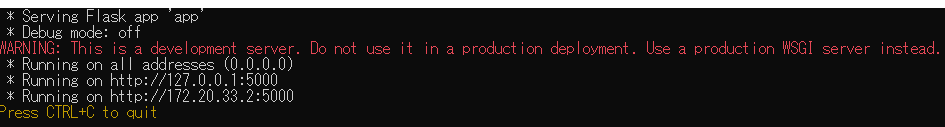 * Serving Flask app 'app'
* Debug mode: off
WARNING: This is a development server. Do not use it in a production deployment. Use a production WSGI server instead.
* Running on all addresses (0.0.0.0)
* Running on http://127.0.0.1:5000
* Running on http://172.20.33.2:5000
Press CTRL+C to quit